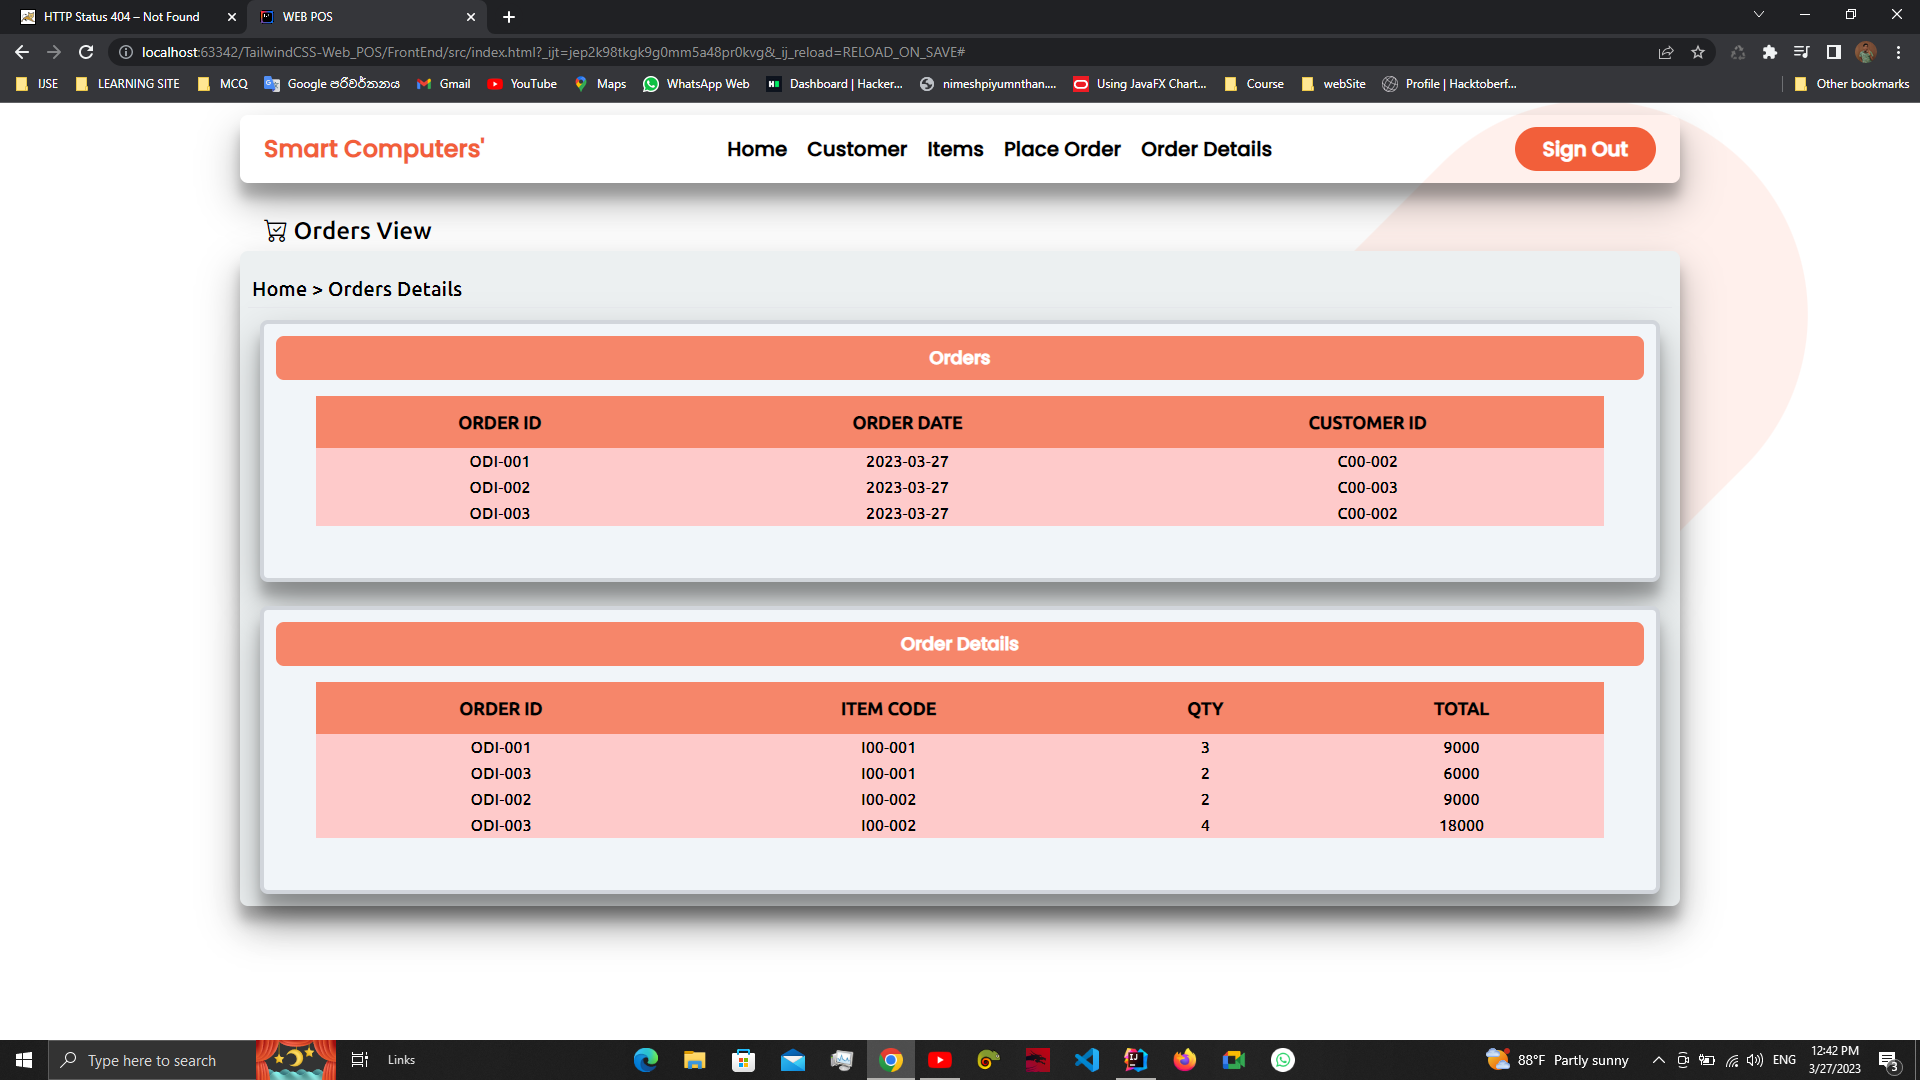 HTTP Status 404 – Not Found
WEB POS
localhost:63342/TailwindCSS-Web_POS/FrontEnd/src/index.html?_ijt=jep2k98tkgk9g0mm5a48pr0kvg&_ij_reload=RELOAD_ON_SAVE#
IJSE LEARNING SITE MCQ Google පරිවර්තනය Gmail YouTube Maps WhatsApp Web Dashboard | Hacker... nimeshpiyumnthan.... Using JavaFX Chart... Course webSite Profile | Hacktoberf... Other bookmarks
Smart Computers' Home Customer Items Place Order Order Details Sign Out
Orders View
Home > Orders Details
Orders
ORDER ID ORDER DATE CUSTOMER ID
ODI-001 2023-03-27 C00-002
ODI-002 2023-03-27 C00-003
ODI-003 2023-03-27 C00-002
Order Details
ORDER ID ITEM CODE QTY TOTAL
ODI-001 I00-001 3 9000
ODI-003 I00-001 2 6000
ODI-002 I00-002 2 9000
ODI-003 I00-002 4 18000
Type here to search Links 88°F Partly sunny ENG 12:42 PM
3/27/2023 3